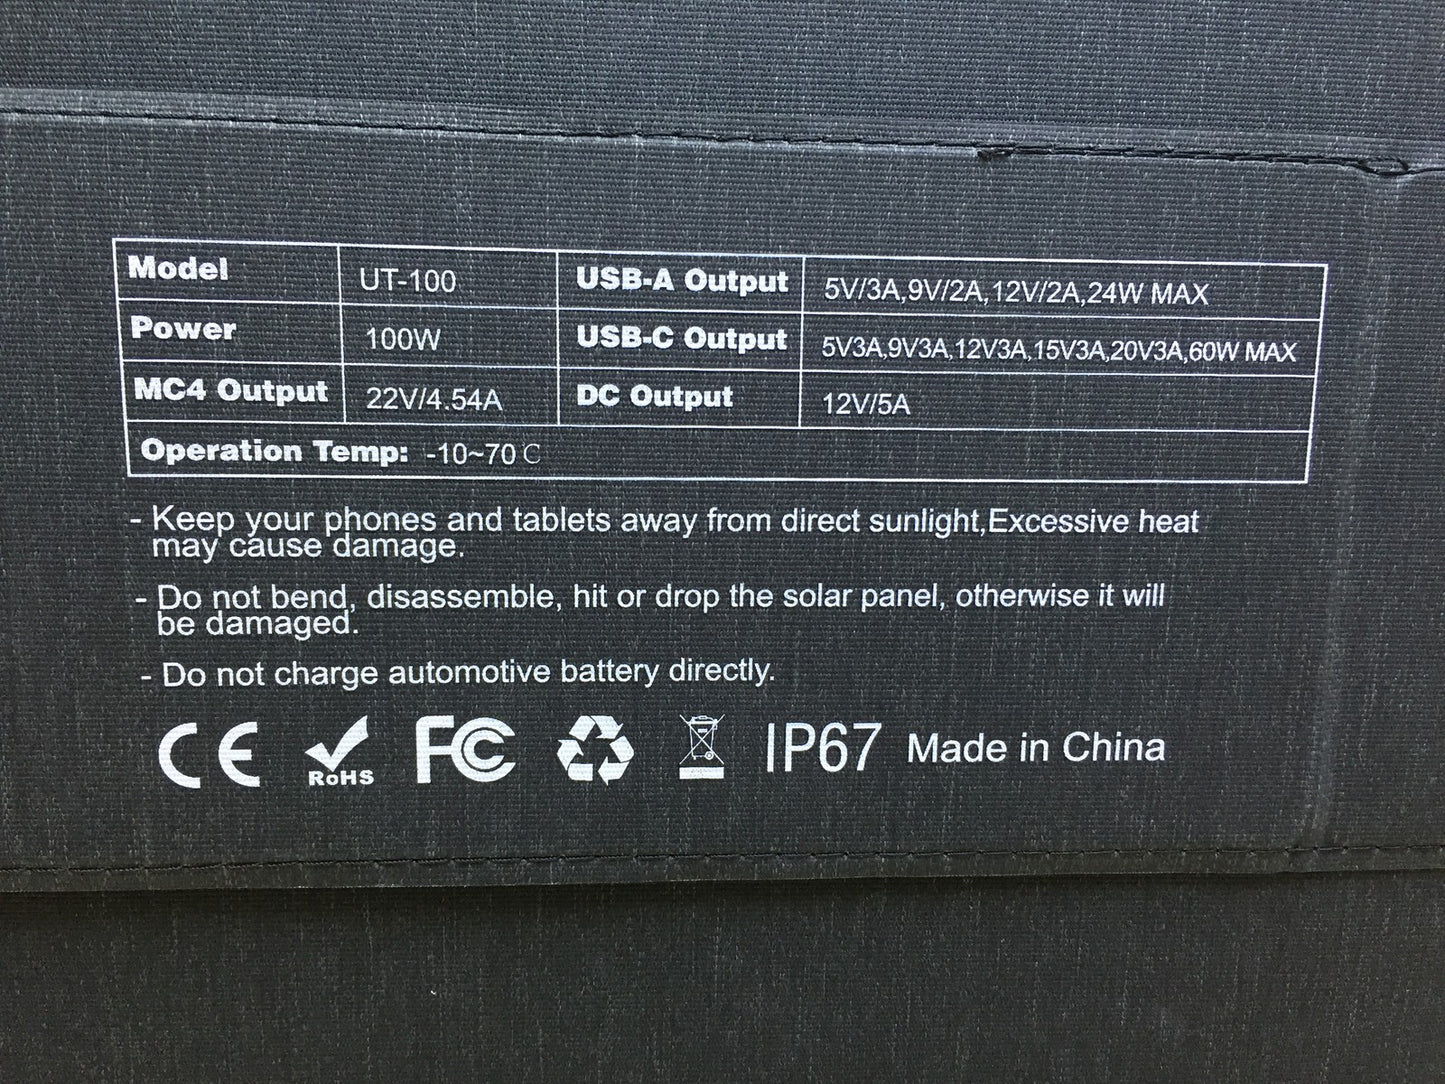 Model UT-100 USB-A Output 5V/3A,9V/2A,12V/2A,24W MAX
Power 100W USB-C Output 5V3A,9V3A,12V3A,15V3A,20V3A,60W MAX
MC4 Output 22V/4.54A DC Output 12V/5A
Operation Temp: -10~70 C
- Keep your phones and tablets away from direct sunlight,Excessive heat
may cause damage.
- Do not bend, disassemble, hit or drop the solar panel, otherwise it will
be damaged.
- Do not charge automotive battery directly.
CE RoHS FC IP67 Made in China